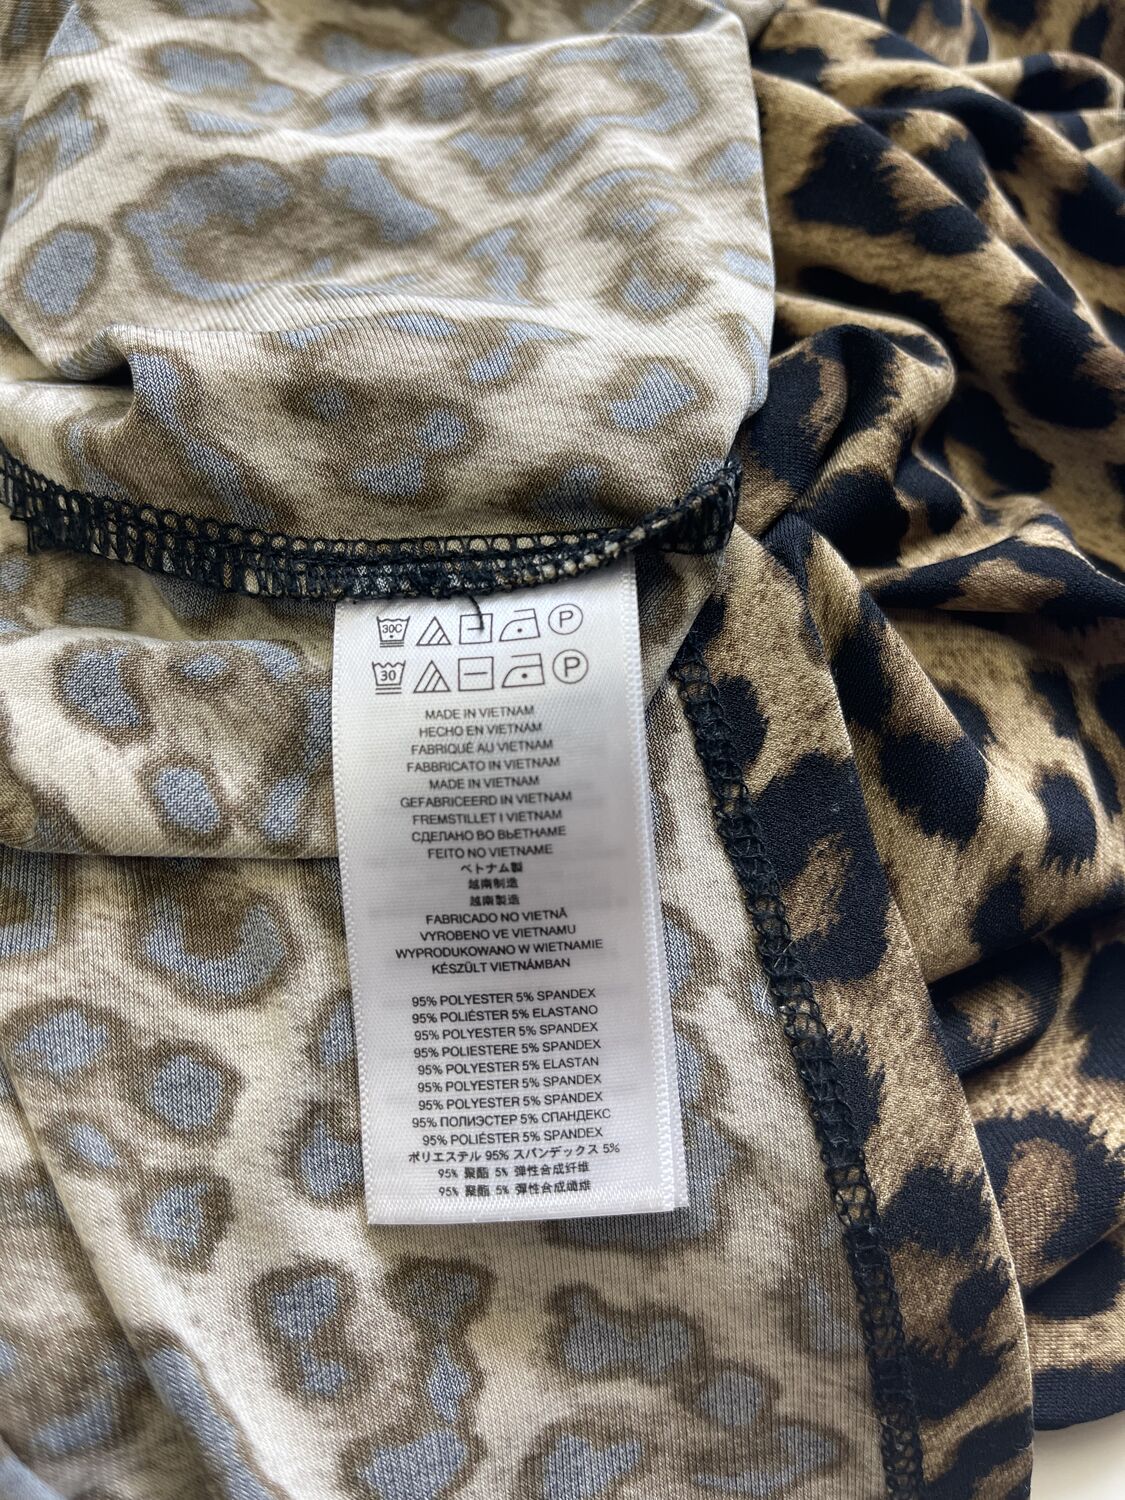 30C P
30 P
MADE IN VIETNAM
HECHO EN VIETNAM
FABRIQUÉ AU VIETNAM
FABBRICATO IN VIETNAM
MADE IN VIETNAM
GEFABRICEERD IN VIETNAM
FREMSTILLET I VIETNAM
СДЕЛАНО ВО ВЬЕТНАМЕ
FEITO NO VIETNAME
ベトナム製
越南制造
越南製造
FABRICADO NO VIETNÃ
VYROBENO VE VIETNAMU
WYPRODUKOWANO W WIETNAMIE
KÉSZÜLT VIETNÁMBAN
95% POLYESTER 5% SPANDEX
95% POLIÉSTER 5% ELASTANO
95% POLYESTER 5% SPANDEX
95% POLIESTERE 5% SPANDEX
95% POLYESTER 5% ELASTAN
95% POLYESTER 5% SPANDEX
95% POLYESTER 5% SPANDEX
95% ПОЛИЭСТЕР 5% СПАНДЕКС
95% POLIÉSTER 5% SPANDEX
ポリエステル 95% スパンデックス 5%
95% 聚酯 5% 弹性合成纤维
95% 聚酯 5% 彈性合成纖維